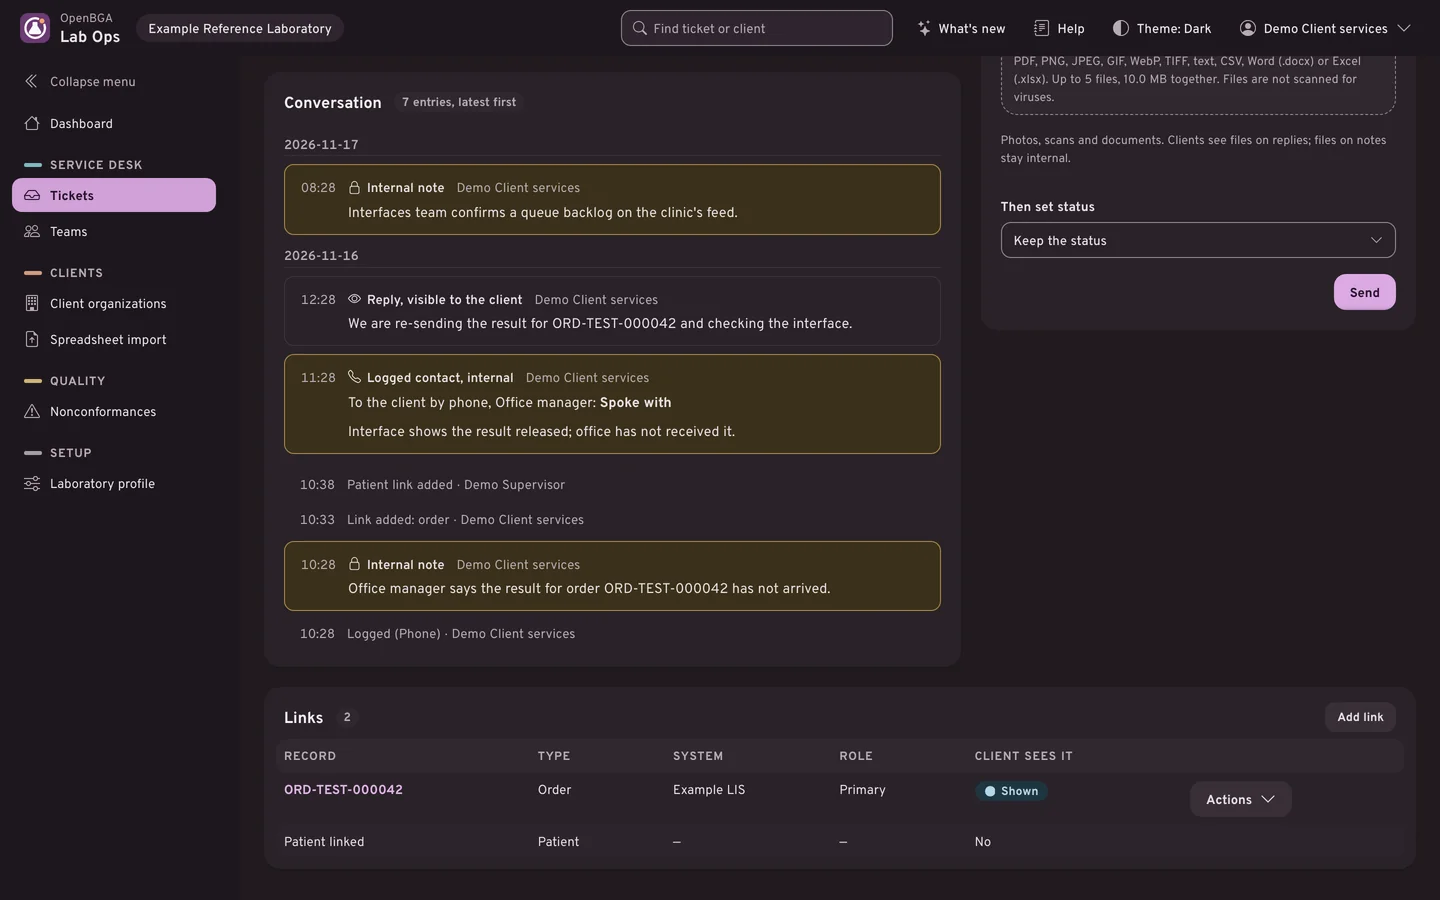 OpenBGA
Lab Ops
Example Reference Laboratory
Find ticket or client
What's new
Help
Theme: Dark
Demo Client services
Collapse menu
Dashboard
SERVICE DESK
Tickets
Teams
CLIENTS
Client organizations
Spreadsheet import
QUALITY
Nonconformances
SETUP
Laboratory profile
Conversation
7 entries, latest first
2026-11-17
08:28 Internal note Demo Client services
Interfaces team confirms a queue backlog on the clinic's feed.
2026-11-16
12:28 Reply, visible to the client Demo Client services
We are re-sending the result for ORD-TEST-000042 and checking the interface.
11:28 Logged contact, internal Demo Client services
To the client by phone, Office manager: Spoke with
Interface shows the result released; office has not received it.
10:38 Patient link added · Demo Supervisor
10:33 Link added: order · Demo Client services
10:28 Internal note Demo Client services
Office manager says the result for order ORD-TEST-000042 has not arrived.
10:28 Logged (Phone) · Demo Client services
PDF, PNG, JPEG, GIF, WebP, TIFF, text, CSV, Word (.docx) or Excel
(.xlsx). Up to 5 files, 10.0 MB together. Files are not scanned for
viruses.
Photos, scans and documents. Clients see files on replies; files on notes
stay internal.
Then set status
Keep the status
Send
Links 2
Add link
RECORD TYPE SYSTEM ROLE CLIENT SEES IT
ORD-TEST-000042 Order Example LIS Primary Shown Actions
Patient linked Patient – – No